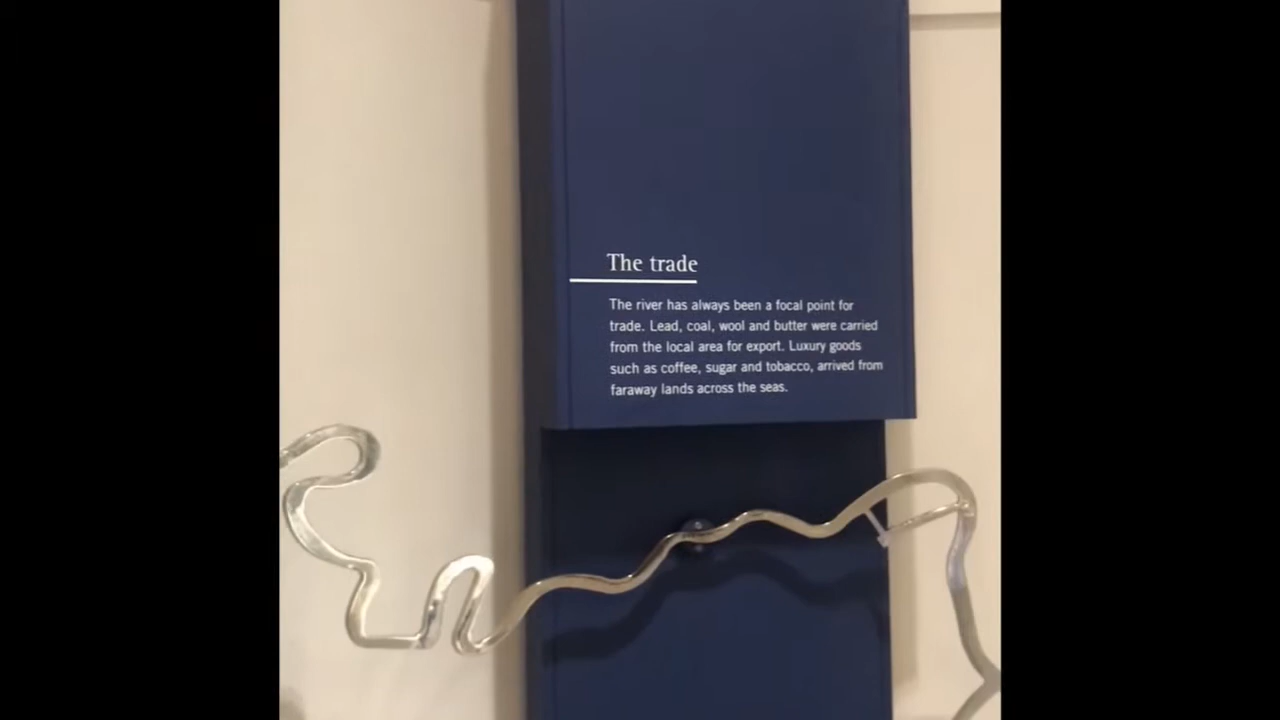 The trade
The river has always been a focal point for
trade. Lead, coal, wool and butter were carried
from the local area for export. Luxury goods
such as coffee, sugar and tobacco, arrived from
faraway lands across the seas.